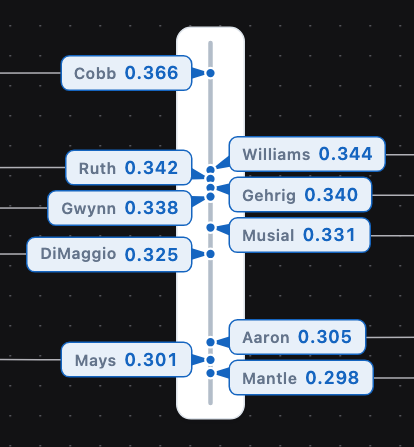 Cobb 0.366
Williams 0.344
Ruth 0.342
Gehrig 0.340
Gwynn 0.338
Musial 0.331
DiMaggio 0.325
Aaron 0.305
Mays 0.301
Mantle 0.298